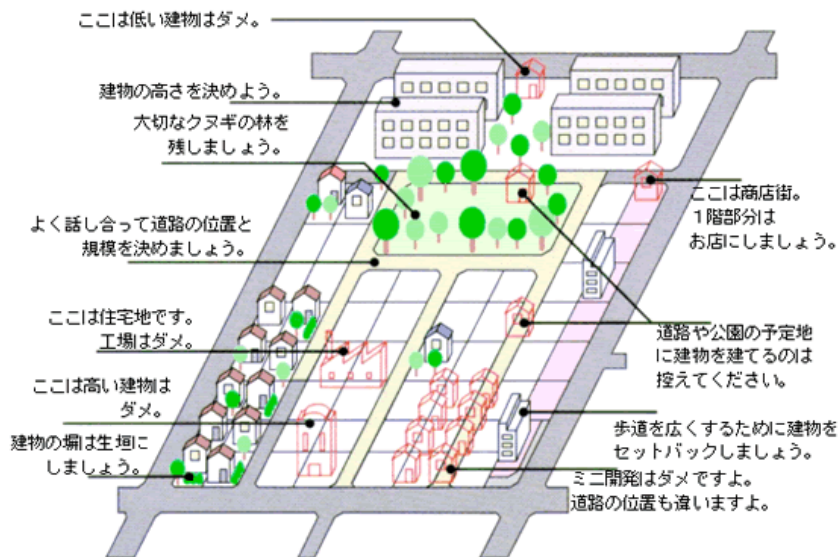 ここは低い建物はダメ。
建物の高さを決めよう。
大切なクヌギの林を
残しましょう。
よく話し合って道路の位置と
規模を決めましょう。
ここは住宅地です。
工場はダメ。
ここは高い建物は
ダメ。
建物の塀は生垣に
しましょう。
ここは商店街。
1階部分は
お店にしましょう。
道路や公園の予定地
に建物を建てるのは
控えてください。
歩道を広くするために建物を
セットバックしましょう。
ミニ開発はダメですよ。
道路の位置も違いますよ。